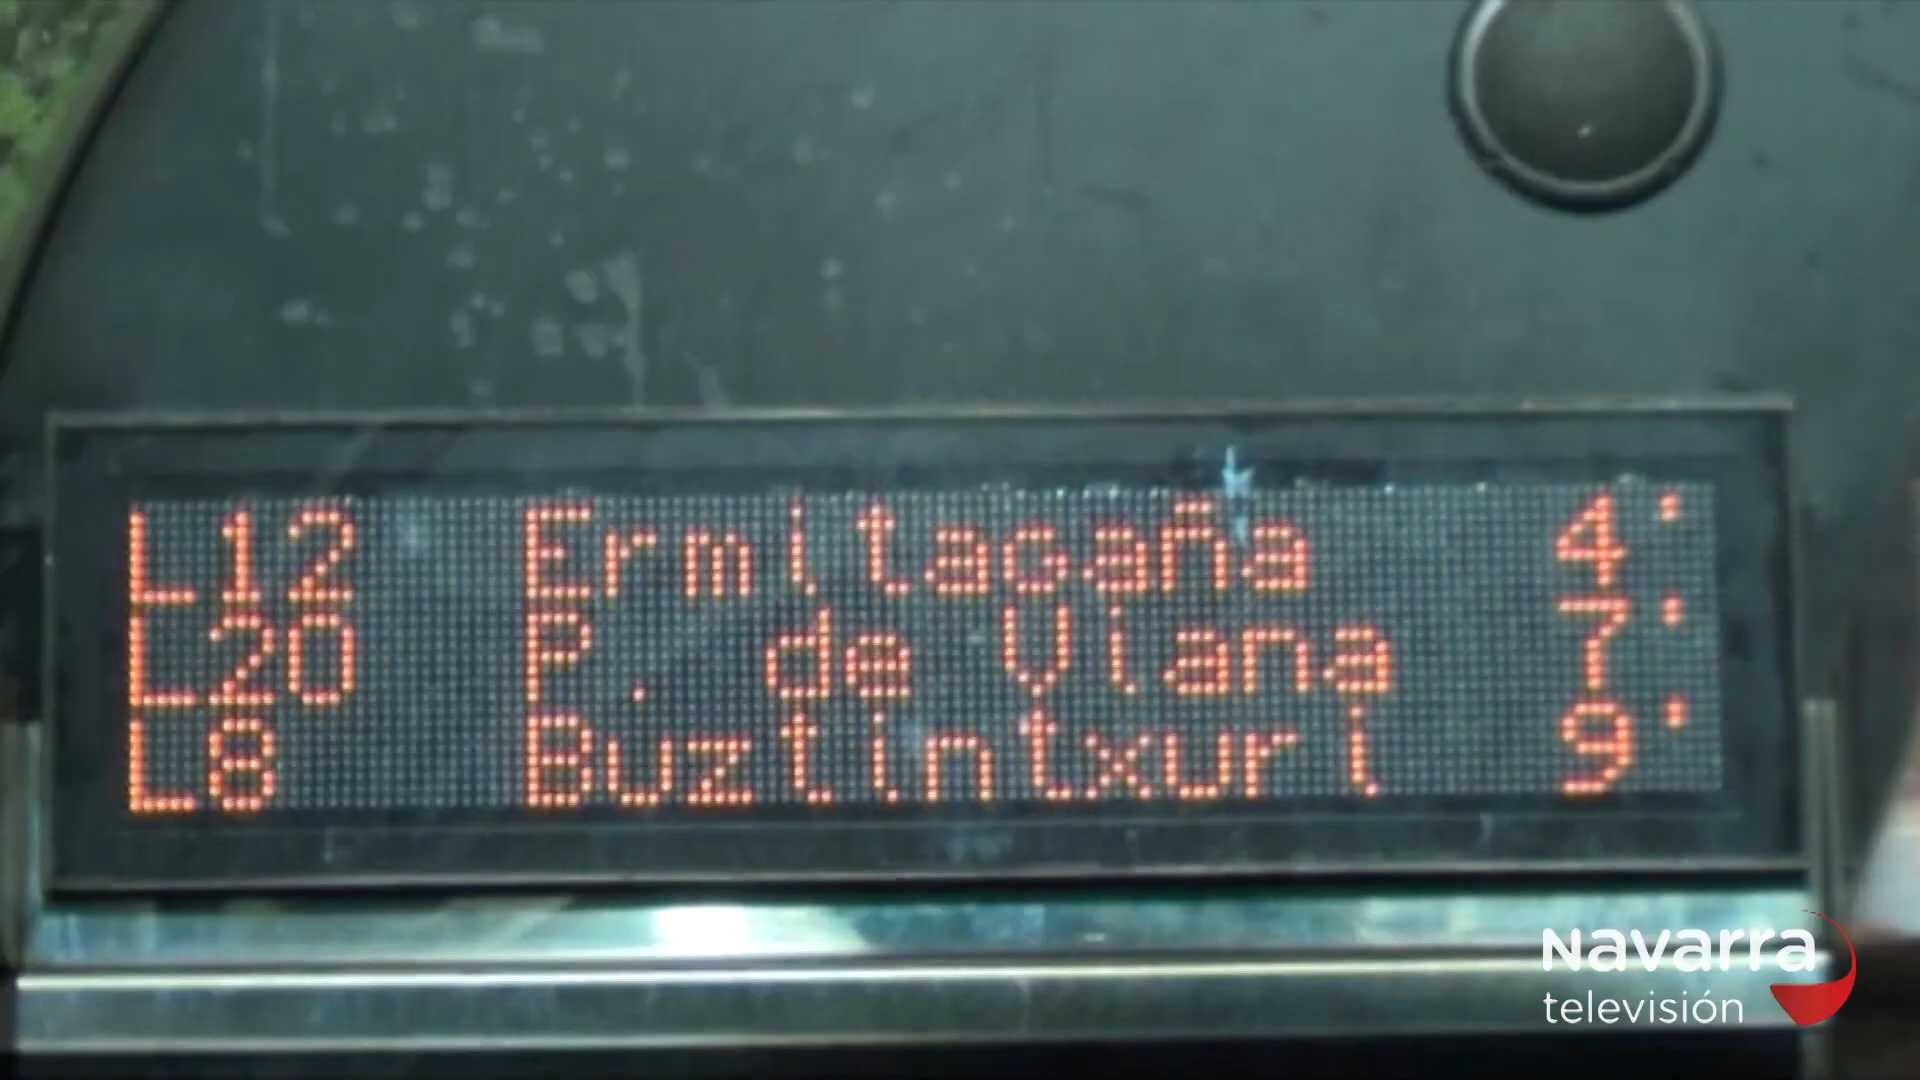 L12 Ermitagaña 4'
L20 P. de Viana 7'
L8 Buztintxuri 9'
Navarra
televisión